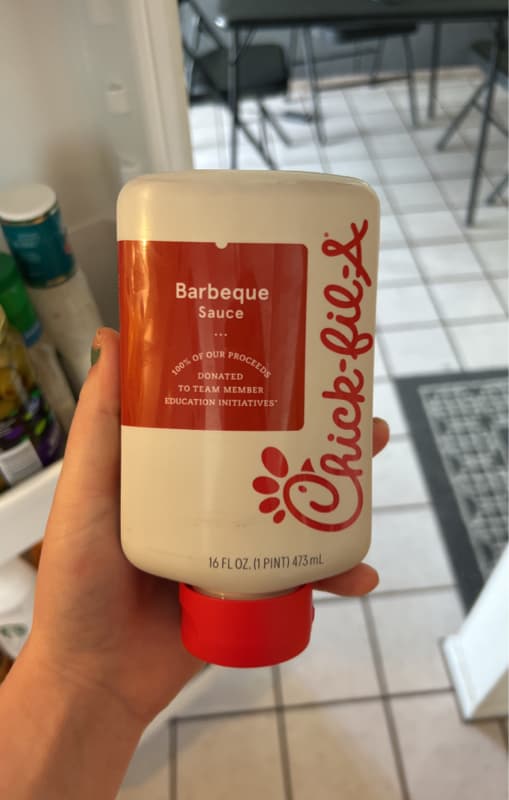 Barbeque
Sauce
...
100% OF OUR PROCEEDS
DONATED
TO TEAM MEMBER
EDUCATION INITIATIVES*
Chick-fil-A®
16 FL OZ. (1 PINT) 473 mL